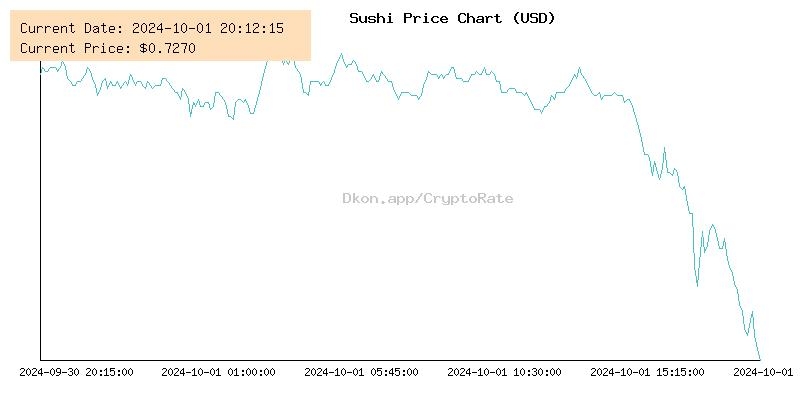 Sushi Price Chart (USD)
Current Date: 2024-10-01 20:12:15
Current Price: $0.7270
Dkon.app/CryptoRate
2024-09-30 20:15:00 2024-10-01 01:00:00 2024-10-01 05:45:00 2024-10-01 10:30:00 2024-10-01 15:15:00 2024-10-01